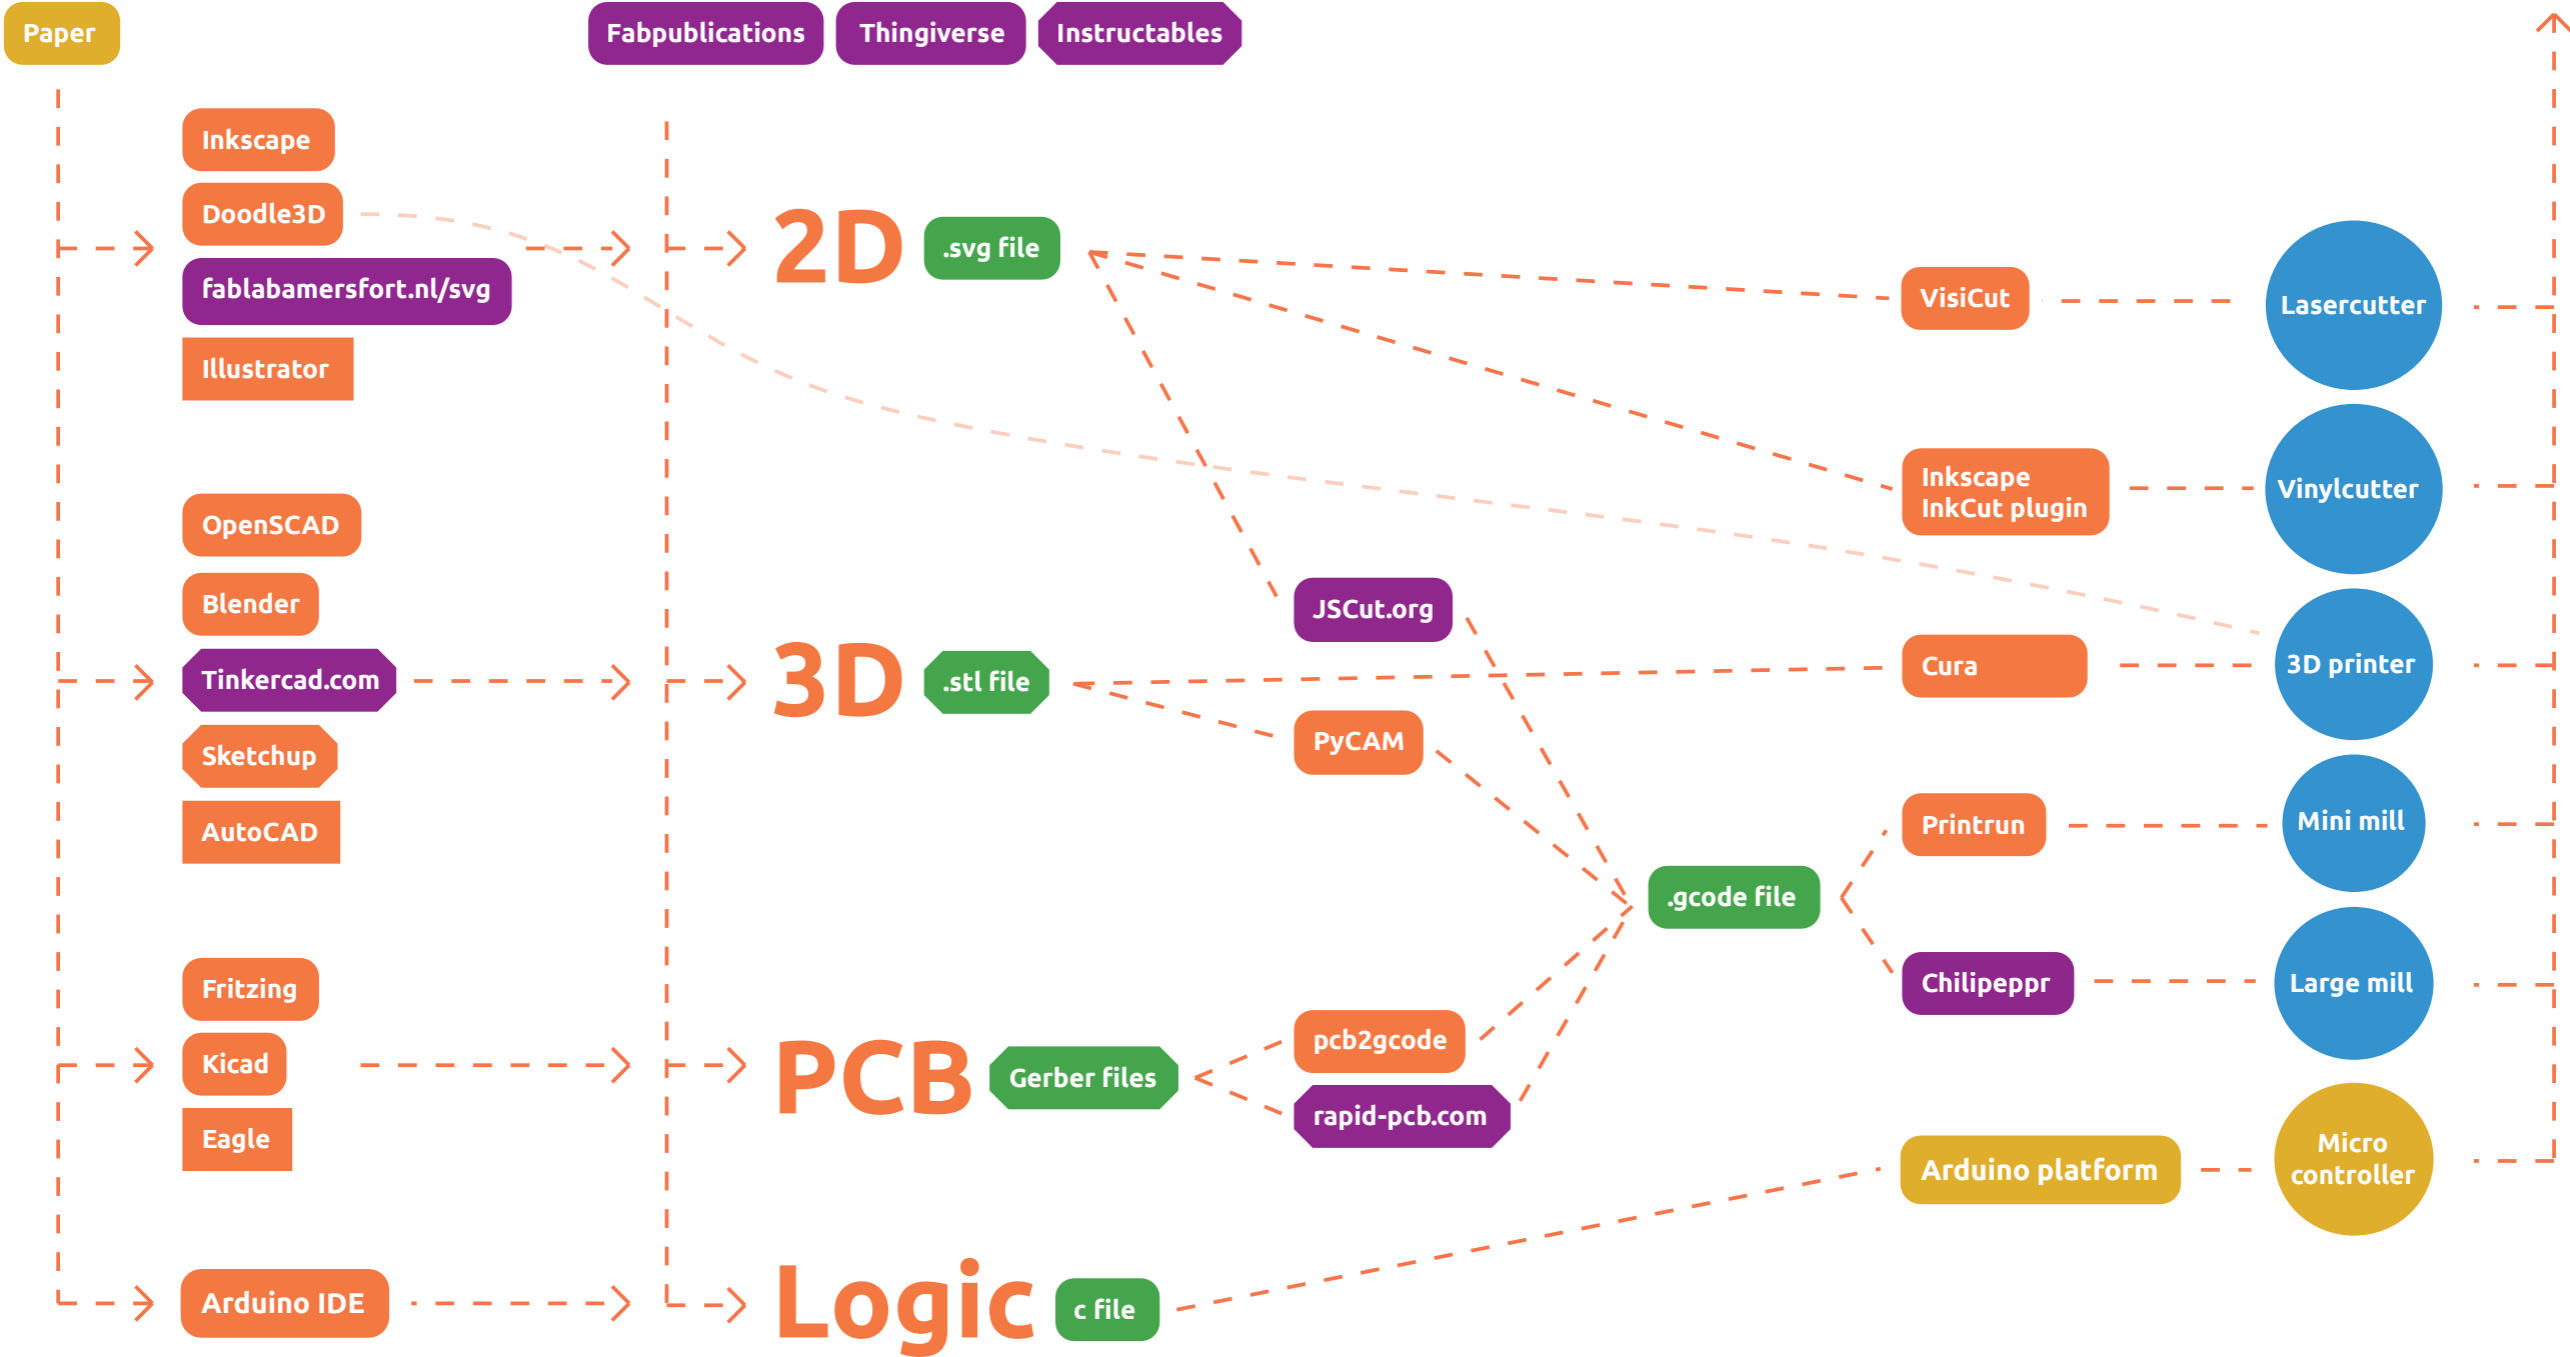 Paper
Fabpublications
Thingiverse
Instructables
Inkscape
Doodle3D
fablabamersfort.nl/svg
Illustrator
2D
.svg file
VisiCut
Lasercutter
Inkscape
InkCut plugin
Vinylcutter
OpenSCAD
Blender
Tinkercad.com
Sketchup
AutoCAD
3D
.stl file
JSCut.org
PyCAM
Cura
3D printer
Printrun
Mini mill
.gcode file
Chilipeppr
Large mill
Fritzing
Kicad
Eagle
PCB
Gerber files
pcb2gcode
rapid-pcb.com
Arduino platform
Micro
controller
Arduino IDE
Logic
c file